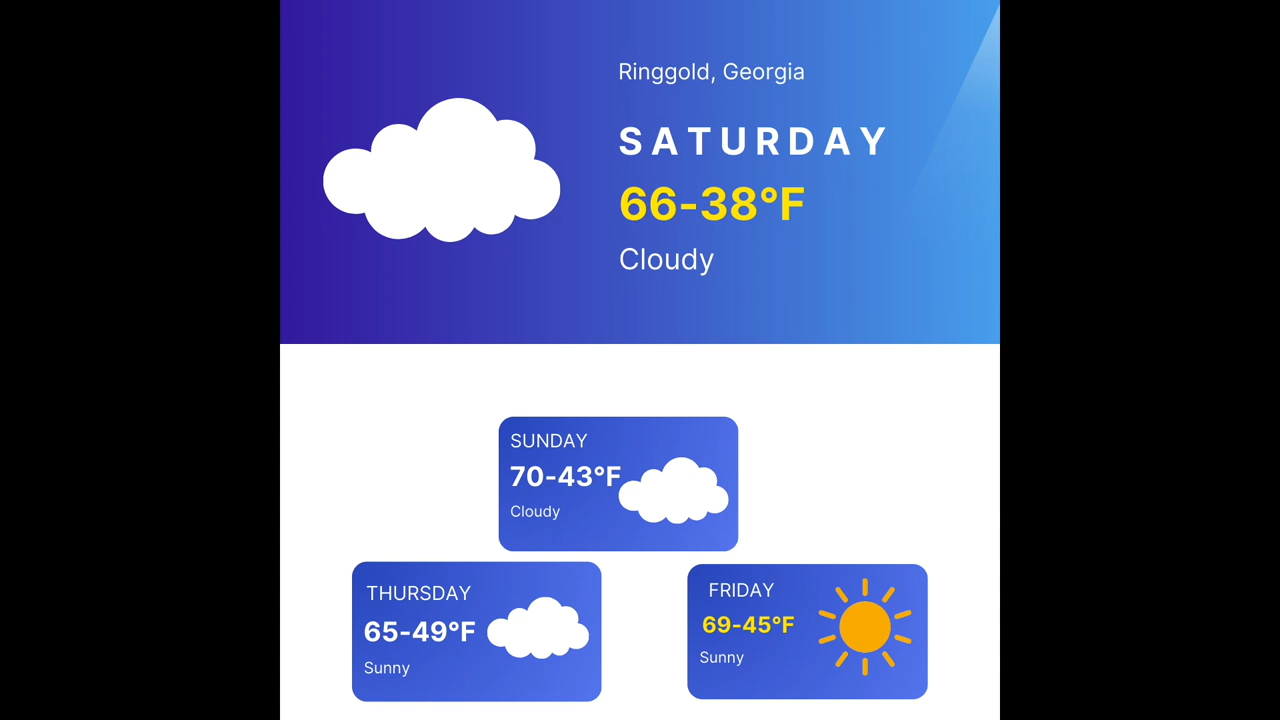 Ringgold, Georgia
SATURDAY
66-38°F
Cloudy
SUNDAY
70-43°F
Cloudy
THURSDAY
65-49°F
Sunny
FRIDAY
69-45°F
Sunny